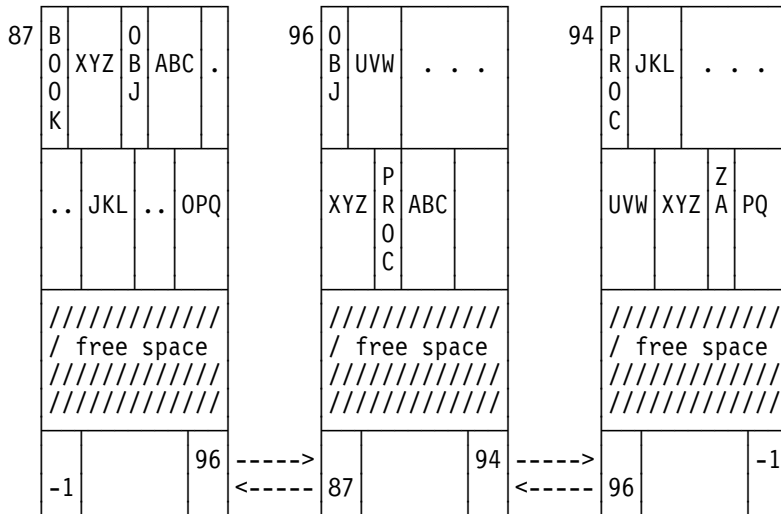 87 BOOK XYZ OBJ ABC .
.. JKL .. OPQ
/////////////
/ free space
/////////////
/////////////
96 ----->
-1 <-----
96 OBJ UVW . . .
XYZ PROC ABC
/////////////
/ free space
/////////////
/////////////
94 ----->
87 <-----
94 PROC JKL . . .
UVW XYZ ZA PQ
/////////////
/ free space
/////////////
/////////////
-1
96